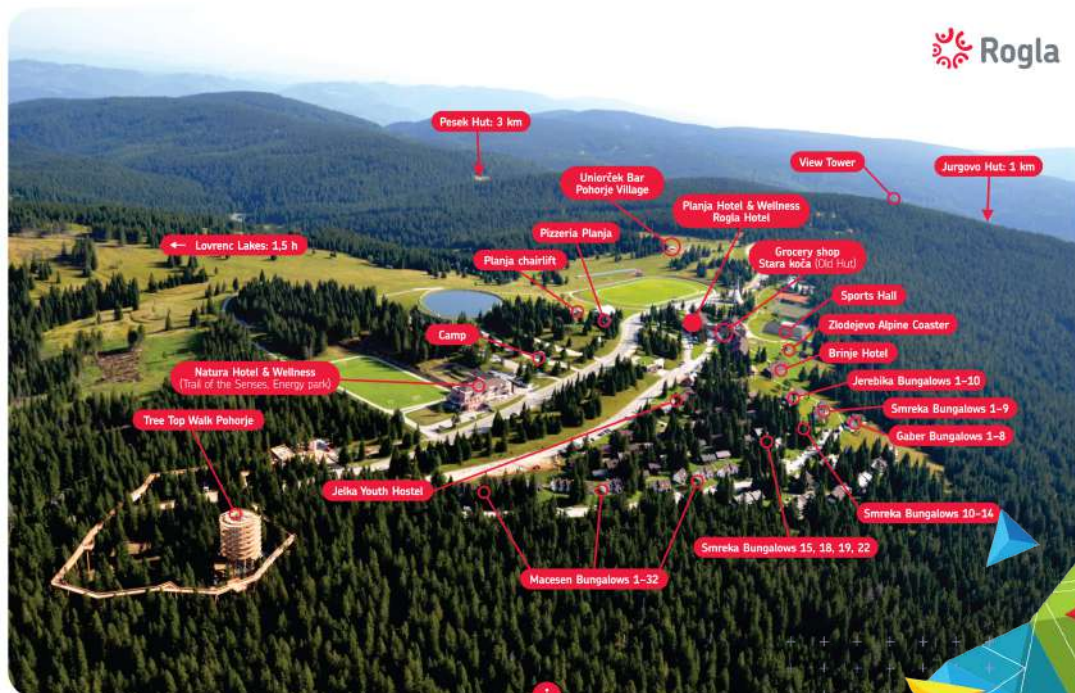 Rogla
Pesek Hut: 3 km
View Tower
Jurgovo Hut: 1 km
Uniorček Bar
Pohorje Village
Planja Hotel & Wellness
Rogla Hotel
Pizzeria Planja
← Lovrenc Lakes: 1,5 h
Planja chairlift
Grocery shop
Stara koča (Old Hut)
Sports Hall
Zlodejevo Alpine Coaster
Camp
Brinje Hotel
Natura Hotel & Wellness
(Trail of the Senses, Energy park)
Jerebika Bungalows 1–10
Smreka Bungalows 1–9
Tree Top Walk Pohorje
Gaber Bungalows 1–8
Jelka Youth Hostel
Smreka Bungalows 10–14
Smreka Bungalows 15, 18, 19, 22
Macesen Bungalows 1–32